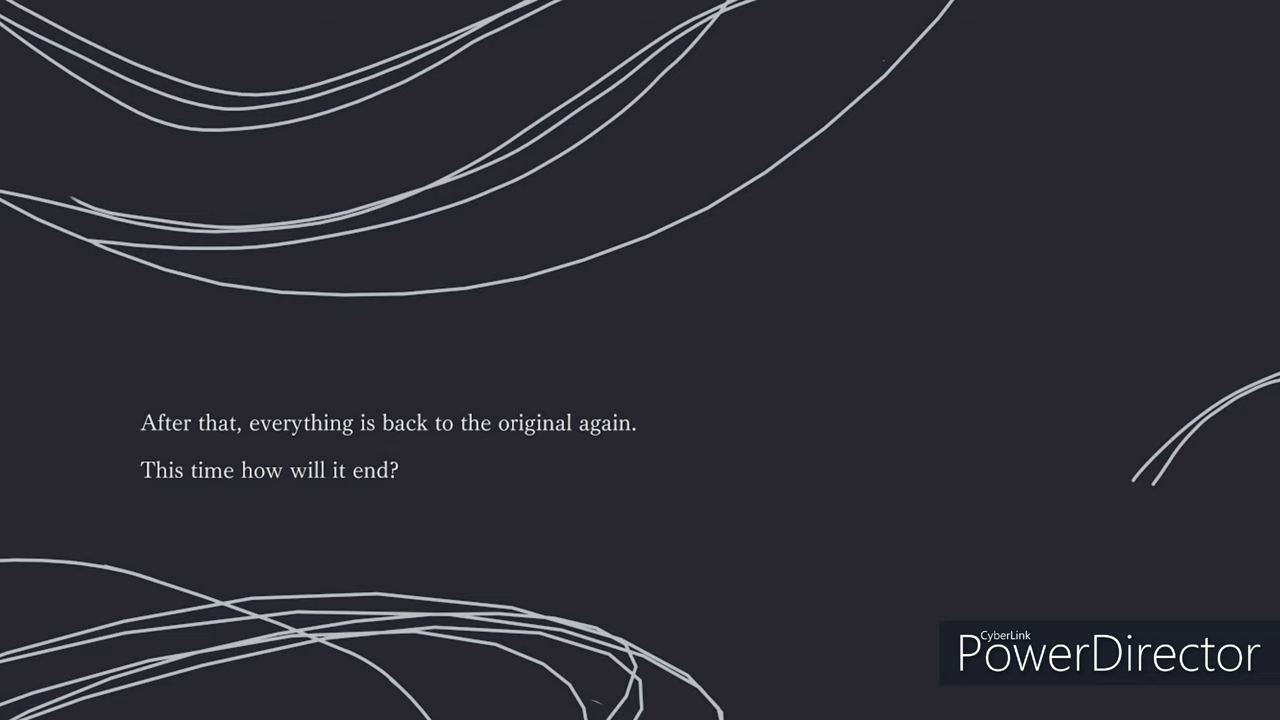 After that, everything is back to the original again.
This time how will it end?
CyberLink
PowerDirector